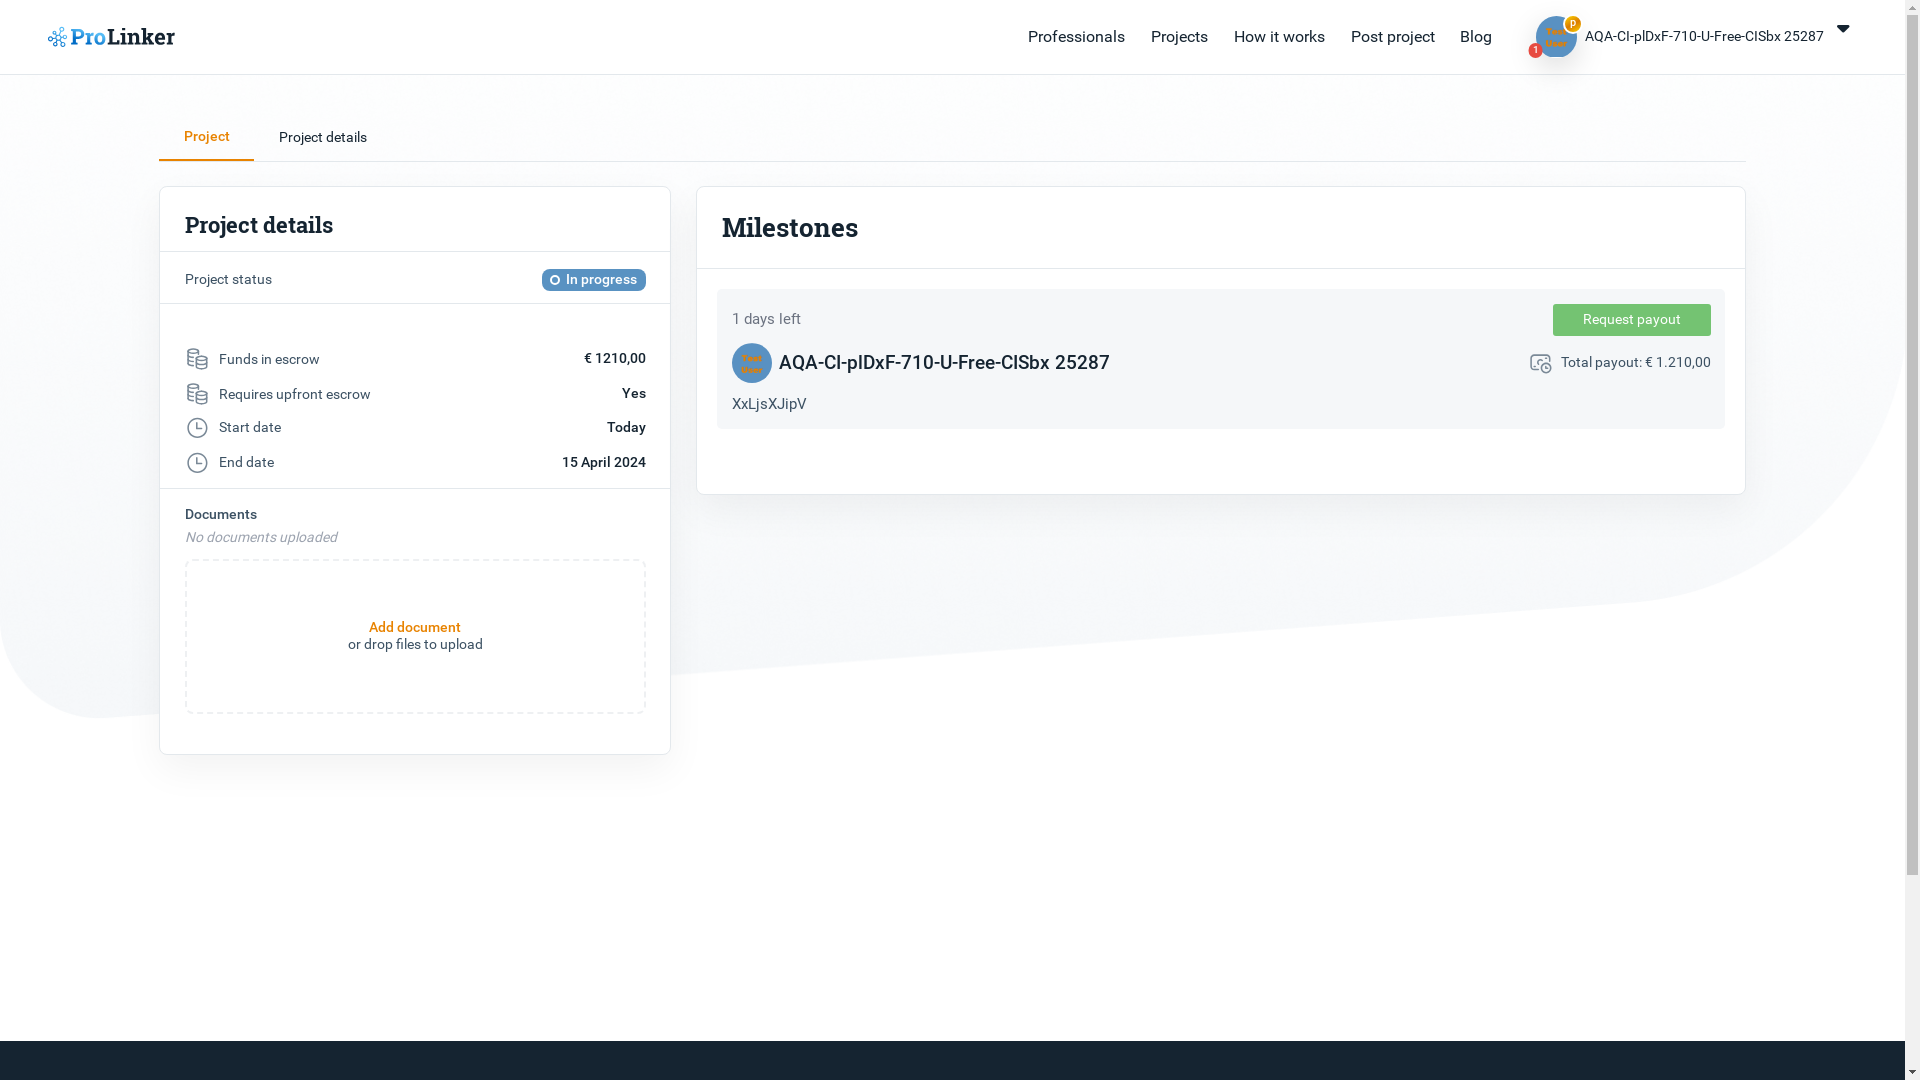 ProLinker
Professionals
Projects
How it works
Post project
Blog
Test
User
p
1
AQA-CI-plDxF-710-U-Free-CISbx 25287
Project
Project details
Project details
Project status
In progress
Funds in escrow
€ 1210,00
Requires upfront escrow
Yes
Start date
Today
End date
15 April 2024
Documents
No documents uploaded
Add document
or drop files to upload
Milestones
1 days left
Request payout
Test
User
AQA-CI-plDxF-710-U-Free-CISbx 25287
Total payout: € 1.210,00
XxLjsXJipV